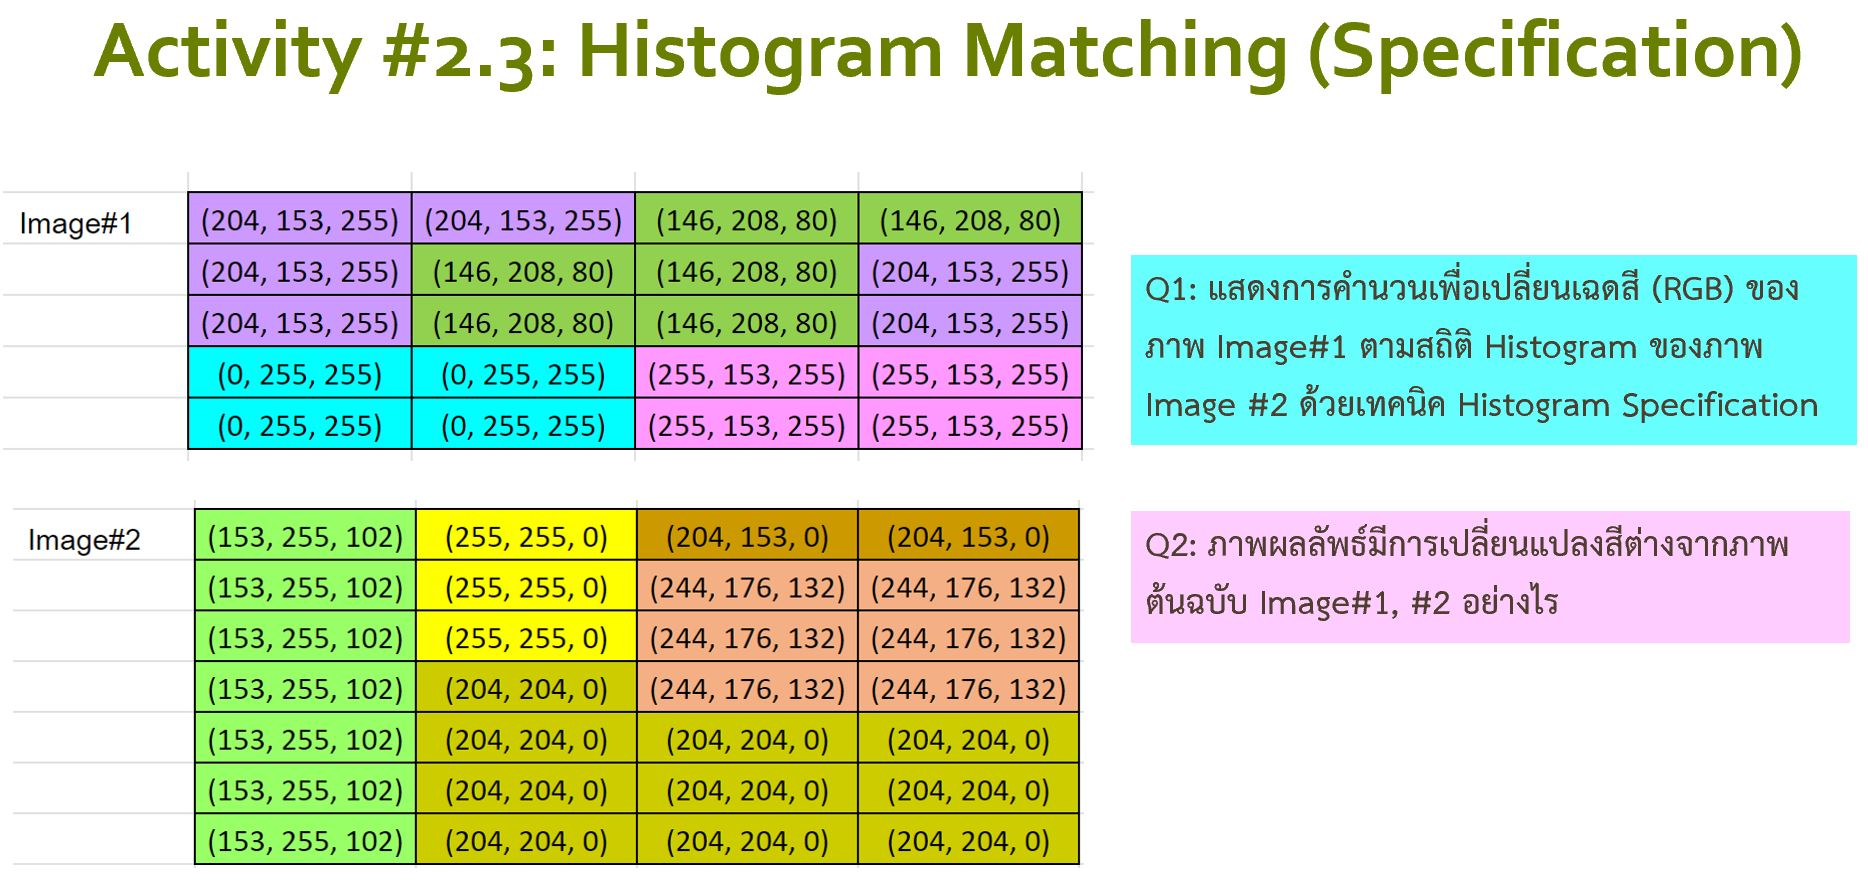 Activity #2.3: Histogram Matching (Specification)
Image#1 (204, 153, 255) (204, 153, 255) (146, 208, 80) (146, 208, 80)
(204, 153, 255) (146, 208, 80) (146, 208, 80) (204, 153, 255)
(204, 153, 255) (146, 208, 80) (146, 208, 80) (204, 153, 255)
(0, 255, 255) (0, 255, 255) (255, 153, 255) (255, 153, 255)
(0, 255, 255) (0, 255, 255) (255, 153, 255) (255, 153, 255)
Q1: แสดงการคำนวนเพื่อเปลี่ยนเฉดสี (RGB) ของ
ภาพ Image#1 ตามสถิติ Histogram ของภาพ
Image #2 ด้วยเทคนิค Histogram Specification
Image#2 (153, 255, 102) (255, 255, 0) (204, 153, 0) (204, 153, 0)
(153, 255, 102) (255, 255, 0) (244, 176, 132) (244, 176, 132)
(153, 255, 102) (255, 255, 0) (244, 176, 132) (244, 176, 132)
(153, 255, 102) (204, 204, 0) (244, 176, 132) (244, 176, 132)
(153, 255, 102) (204, 204, 0) (204, 204, 0) (204, 204, 0)
(153, 255, 102) (204, 204, 0) (204, 204, 0) (204, 204, 0)
(153, 255, 102) (204, 204, 0) (204, 204, 0) (204, 204, 0)
Q2: ภาพผลลัพธ์มีการเปลี่ยนแปลงสีต่างจากภาพ
ต้นฉบับ Image#1, #2 อย่างไร